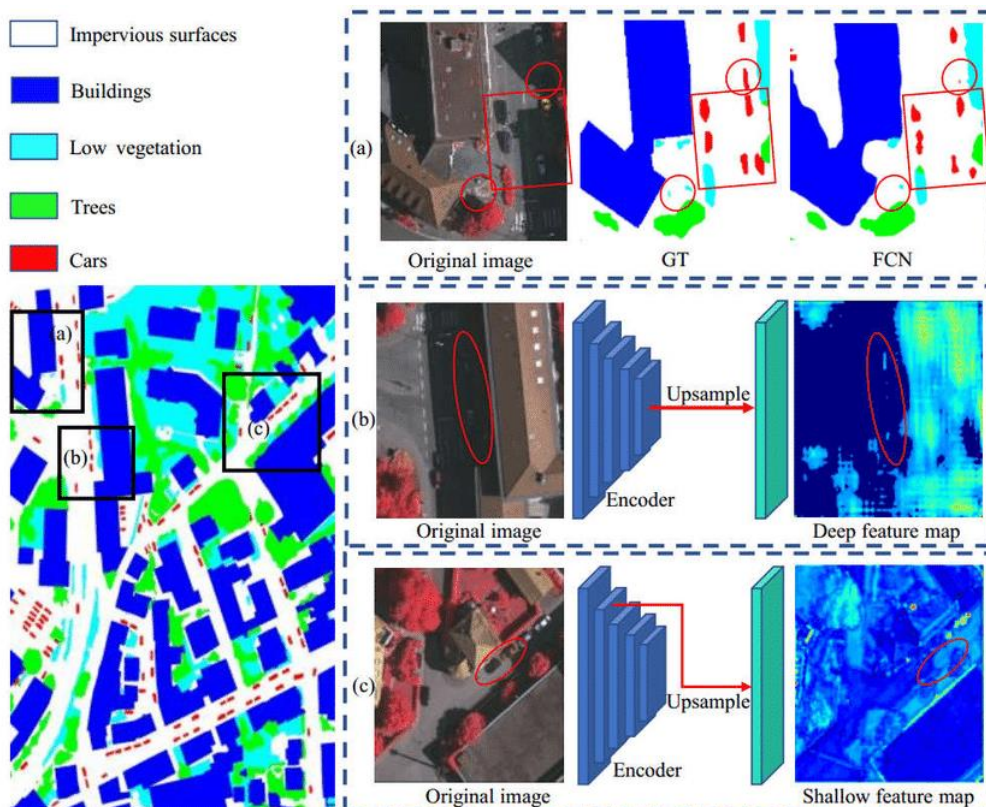 Impervious surfaces
Buildings
Low vegetation
Trees
Cars
(a)
(b)
(c)
(a)
Original image
GT
FCN
(b)
Upsample
Encoder
Original image
Deep feature map
(c)
Upsample
Encoder
Original image
Shallow feature map